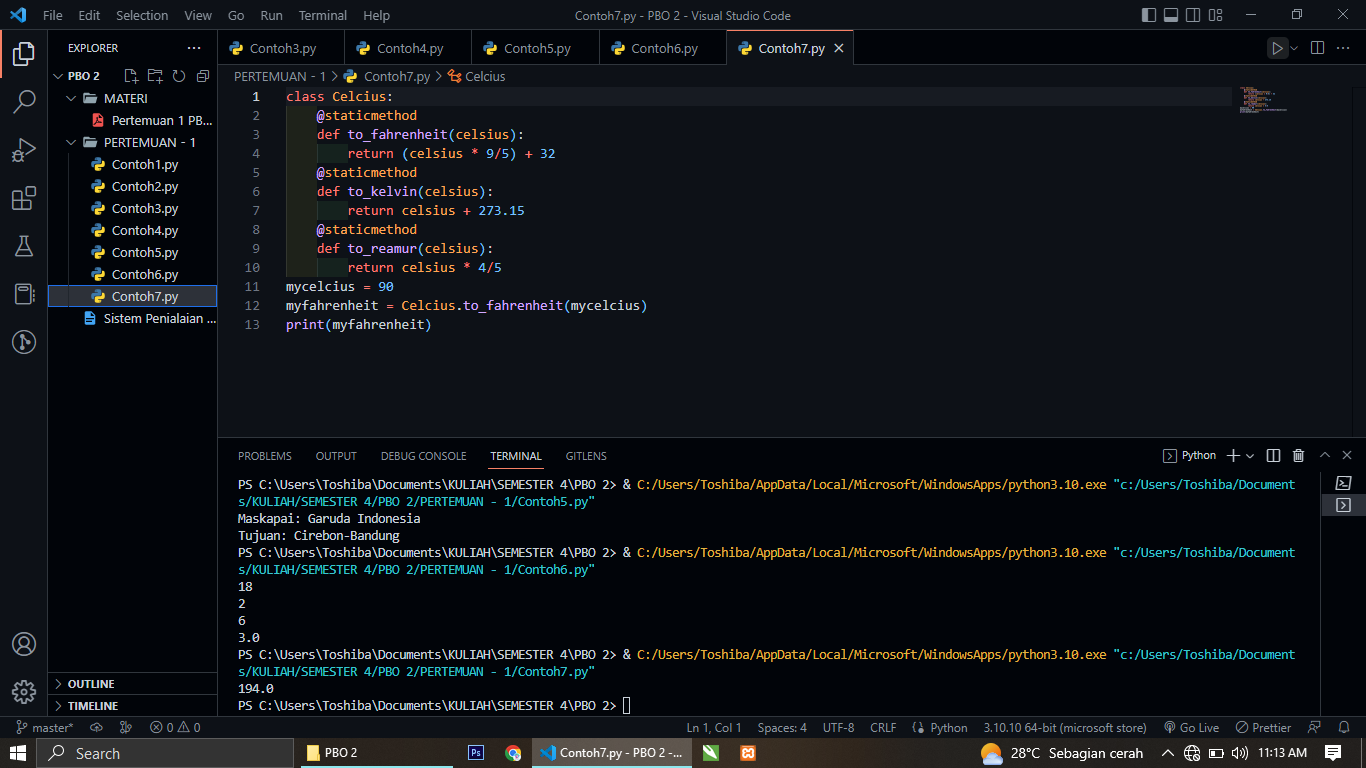 File Edit Selection View Go Run Terminal Help
Contoh7.py - PBO 2 - Visual Studio Code
EXPLORER
PBO 2
MATERI
Pertemuan 1 PB...
PERTEMUAN - 1
Contoh1.py
Contoh2.py
Contoh3.py
Contoh4.py
Contoh5.py
Contoh6.py
Contoh7.py
Sistem Penialaian ...
OUTLINE
TIMELINE
Contoh3.py Contoh4.py Contoh5.py Contoh6.py Contoh7.py
PERTEMUAN - 1 > Contoh7.py > Celcius
1 class Celcius:
2     @staticmethod
3     def to_fahrenheit(celsius):
4         return (celsius * 9/5) + 32
5     @staticmethod
6     def to_kelvin(celsius):
7         return celsius + 273.15
8     @staticmethod
9     def to_reamur(celsius):
10         return celsius * 4/5
11 mycelcius = 90
12 myfahrenheit = Celcius.to_fahrenheit(mycelcius)
13 print(myfahrenheit)
PROBLEMS OUTPUT DEBUG CONSOLE TERMINAL GITLENS
Python
PS C:\Users\Toshiba\Documents\KULIAH\SEMESTER 4\PBO 2> & C:/Users/Toshiba/AppData/Local/Microsoft/WindowsApps/python3.10.exe "c:/Users/Toshiba/Document
s/KULIAH/SEMESTER 4/PBO 2/PERTEMUAN - 1/Contoh5.py"
Maskapai: Garuda Indonesia
Tujuan: Cirebon-Bandung
PS C:\Users\Toshiba\Documents\KULIAH\SEMESTER 4\PBO 2> & C:/Users/Toshiba/AppData/Local/Microsoft/WindowsApps/python3.10.exe "c:/Users/Toshiba/Document
s/KULIAH/SEMESTER 4/PBO 2/PERTEMUAN - 1/Contoh6.py"
18
2
6
3.0
PS C:\Users\Toshiba\Documents\KULIAH\SEMESTER 4\PBO 2> & C:/Users/Toshiba/AppData/Local/Microsoft/WindowsApps/python3.10.exe "c:/Users/Toshiba/Document
s/KULIAH/SEMESTER 4/PBO 2/PERTEMUAN - 1/Contoh7.py"
194.0
PS C:\Users\Toshiba\Documents\KULIAH\SEMESTER 4\PBO 2>
master* 0 0 Ln 1, Col 1 Spaces: 4 UTF-8 CRLF Python 3.10.10 64-bit (microsoft store) Go Live Prettier
Search PBO 2 Ps Contoh7.py - PBO 2 -... 28°C Sebagian cerah 11:13 AM